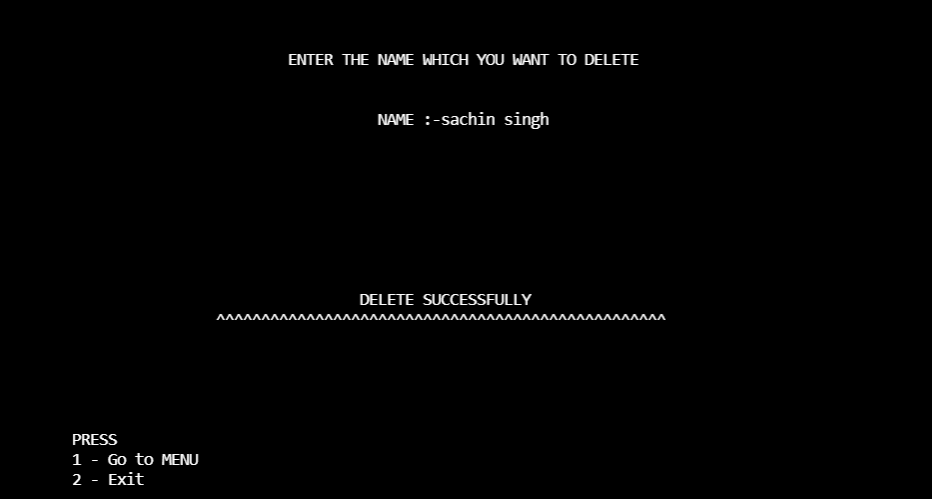 ENTER THE NAME WHICH YOU WANT TO DELETE
NAME :-sachin singh
DELETE SUCCESSFULLY
^^^^^^^^^^^^^^^^^^^^^^^^^^^^^^^^^^^^^^^^^^^^^^^^^^
PRESS
1 - Go to MENU
2 - Exit